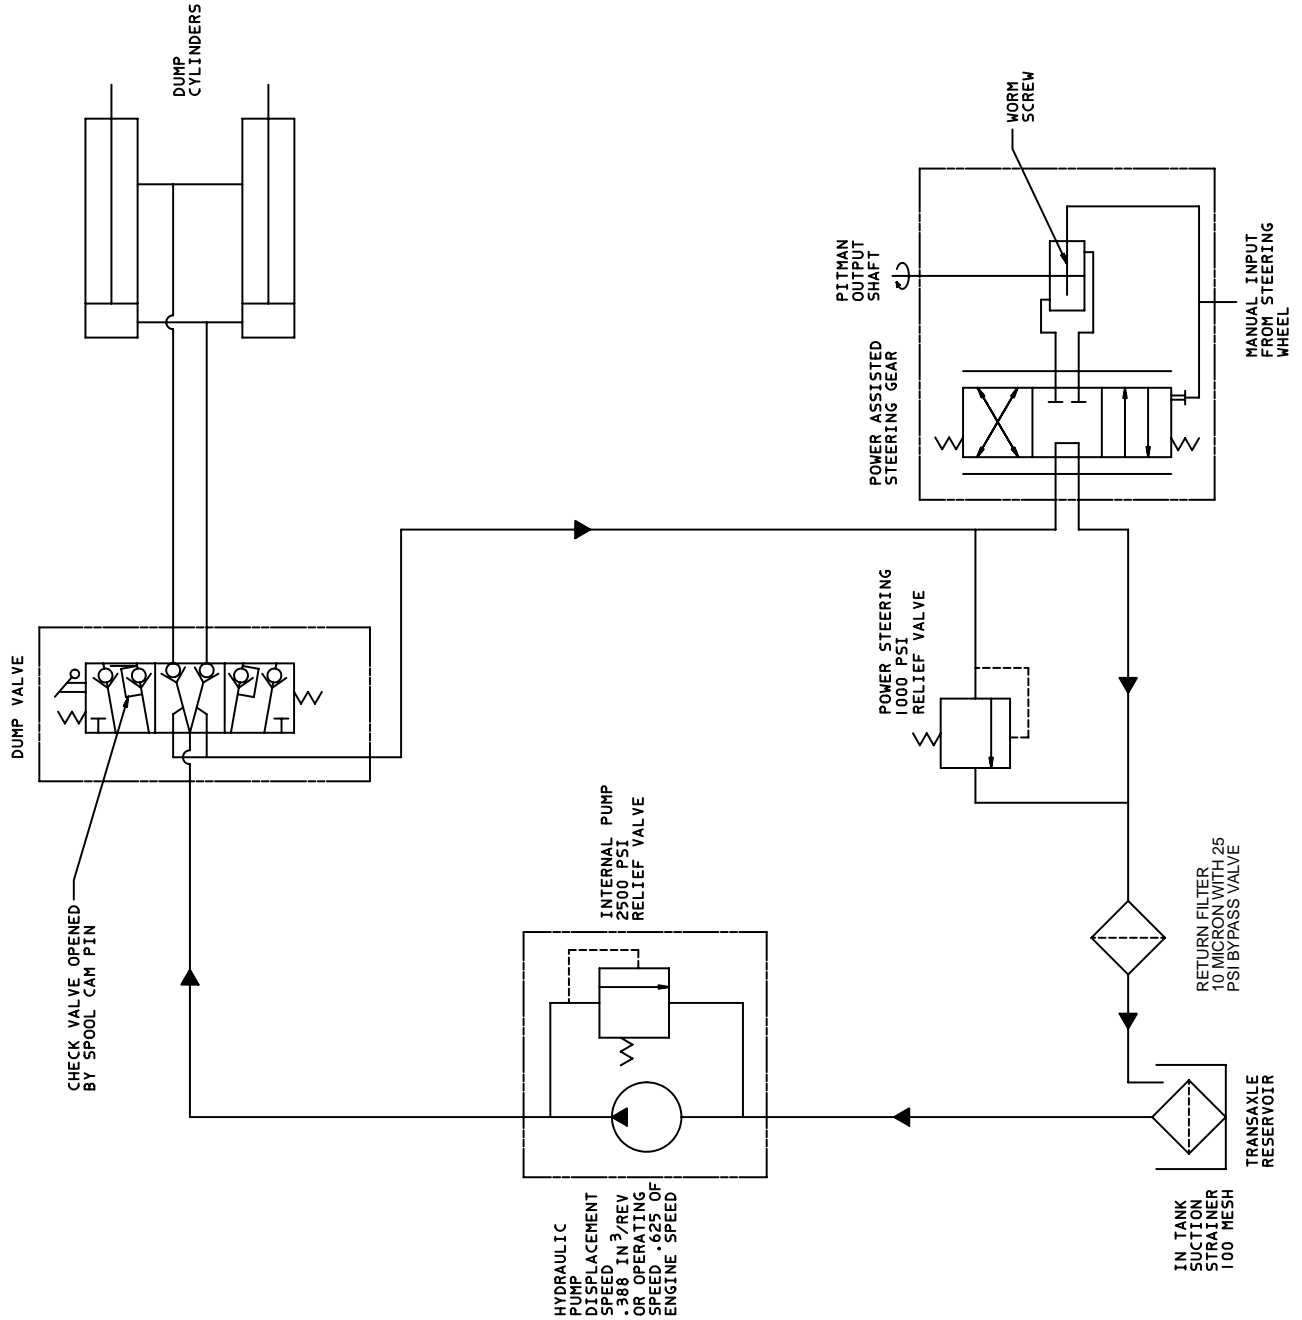 DUMP VALVE
CHECK VALVE OPENED
BY SPOOL CAM PIN
DUMP
CYLINDERS
HYDRAULIC
PUMP
DISPLACEMENT
SPEED
.388 IN³/REV
OR OPERATING
SPEED .625 OF
ENGINE SPEED
INTERNAL PUMP
2500 PSI
RELIEF VALVE
POWER STEERING
1000 PSI
RELIEF VALVE
POWER ASSISTED
STEERING GEAR
PITMAN
OUTPUT
SHAFT
WORM
SCREW
MANUAL INPUT
FROM STEERING
WHEEL
RETURN FILTER
10 MICRON WITH 25
PSI BYPASS VALVE
IN TANK
SUCTION
STRAINER
100 MESH
TRANSAXLE
RESERVOIR